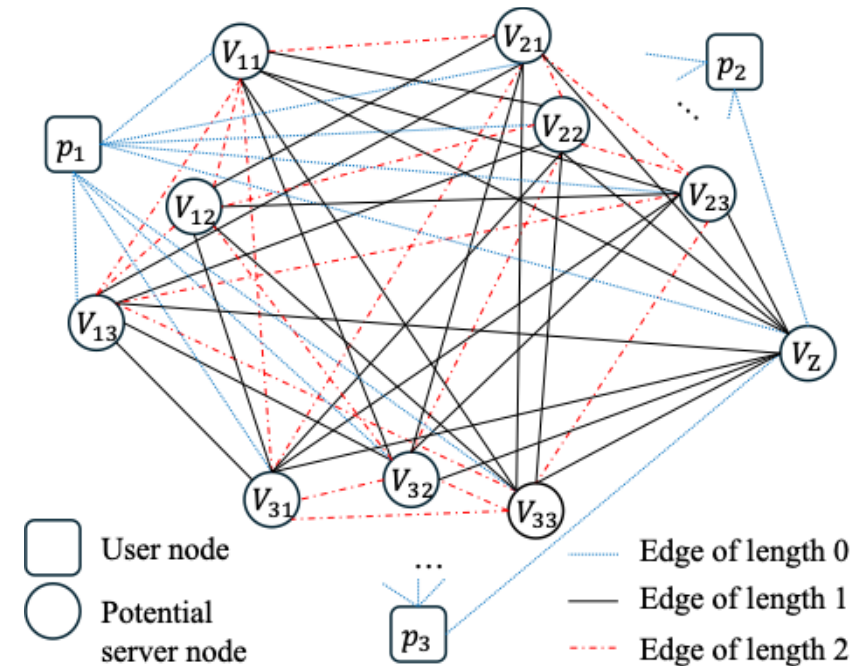 V₁₁
V₂₁
p₂
...
V₂₂
p₁
V₂₃
V₁₂
V₁₃
V_Z
V₃₁
V₃₂
V₃₃
User node
...
Edge of length 0
Potential
server node
p₃
Edge of length 1
Edge of length 2